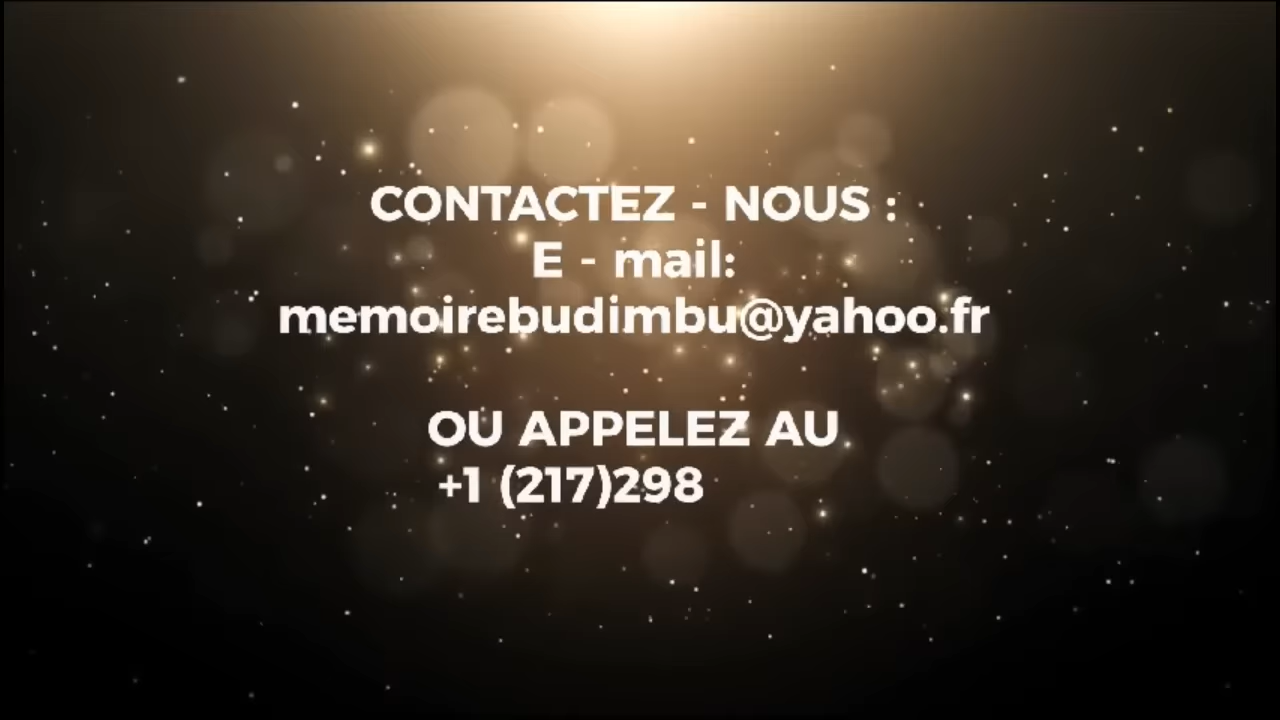 CONTACTEZ - NOUS :
E - mail:
memoirebudimbu@yahoo.fr
OU APPELEZ AU
+1 (217)298